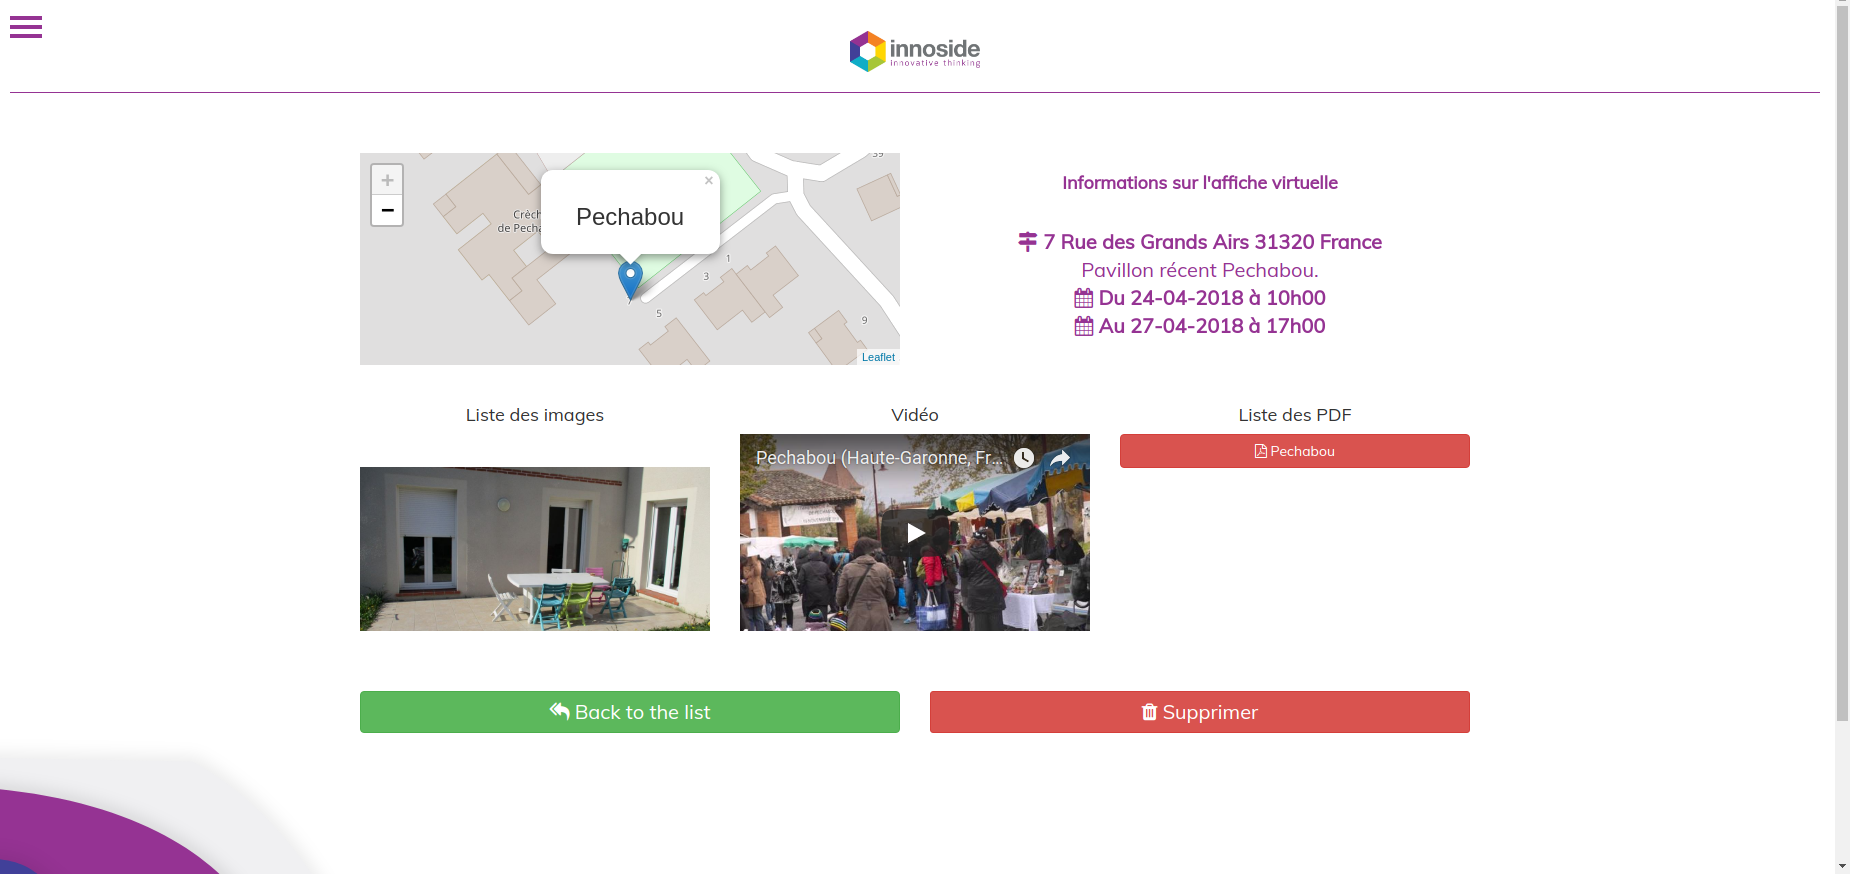 innoside
innovative thinking
39
+
−
×
Pechabou
Crèch
de Pecha
1
3
5
9
Leaflet
Informations sur l'affiche virtuelle
7 Rue des Grands Airs 31320 France
Pavillon récent Pechabou.
Du 24-04-2018 à 10h00
Au 27-04-2018 à 17h00
Liste des images
Vidéo
Liste des PDF
Pechabou (Haute-Garonne, Fr...
Pechabou
Back to the list
Supprimer